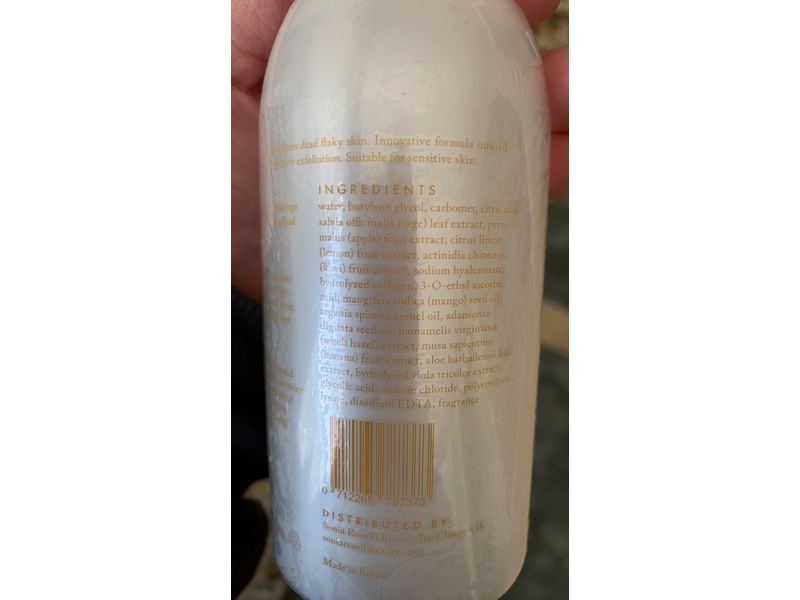 dead flaky skin. Innovative formula infused
exfoliation. Suitable for sensitive skin.
INGREDIENTS
water, butylene glycol, carbomer, citric acid,
salvia officinalis (sage) leaf extract, pyrus
malus (apple) fruit extract, citrus limon
(lemon) fruit extract, actinidia chinensis
(kiwi) fruit extract, sodium hyaluronate,
hydrolyzed collagen, 3-O-ethyl ascorbic
acid, mangifera indica (mango) seed oil,
argania spinosa kernel oil, adansonia
digitata seed oil, hamamelis virginiana
(witch hazel) extract, musa sapientum
(banana) fruit extract, aloe barbadensis leaf
extract, hydrolyzed viola tricolor extract,
glycolic acid, sodium chloride, polyepsilon
lysine, disodium EDTA, fragrance
0 712265 787373
DISTRIBUTED BY
Sonia Roselli Beauty, Inc Chicago, IL
soniarosellibeauty.com
Made in Korea